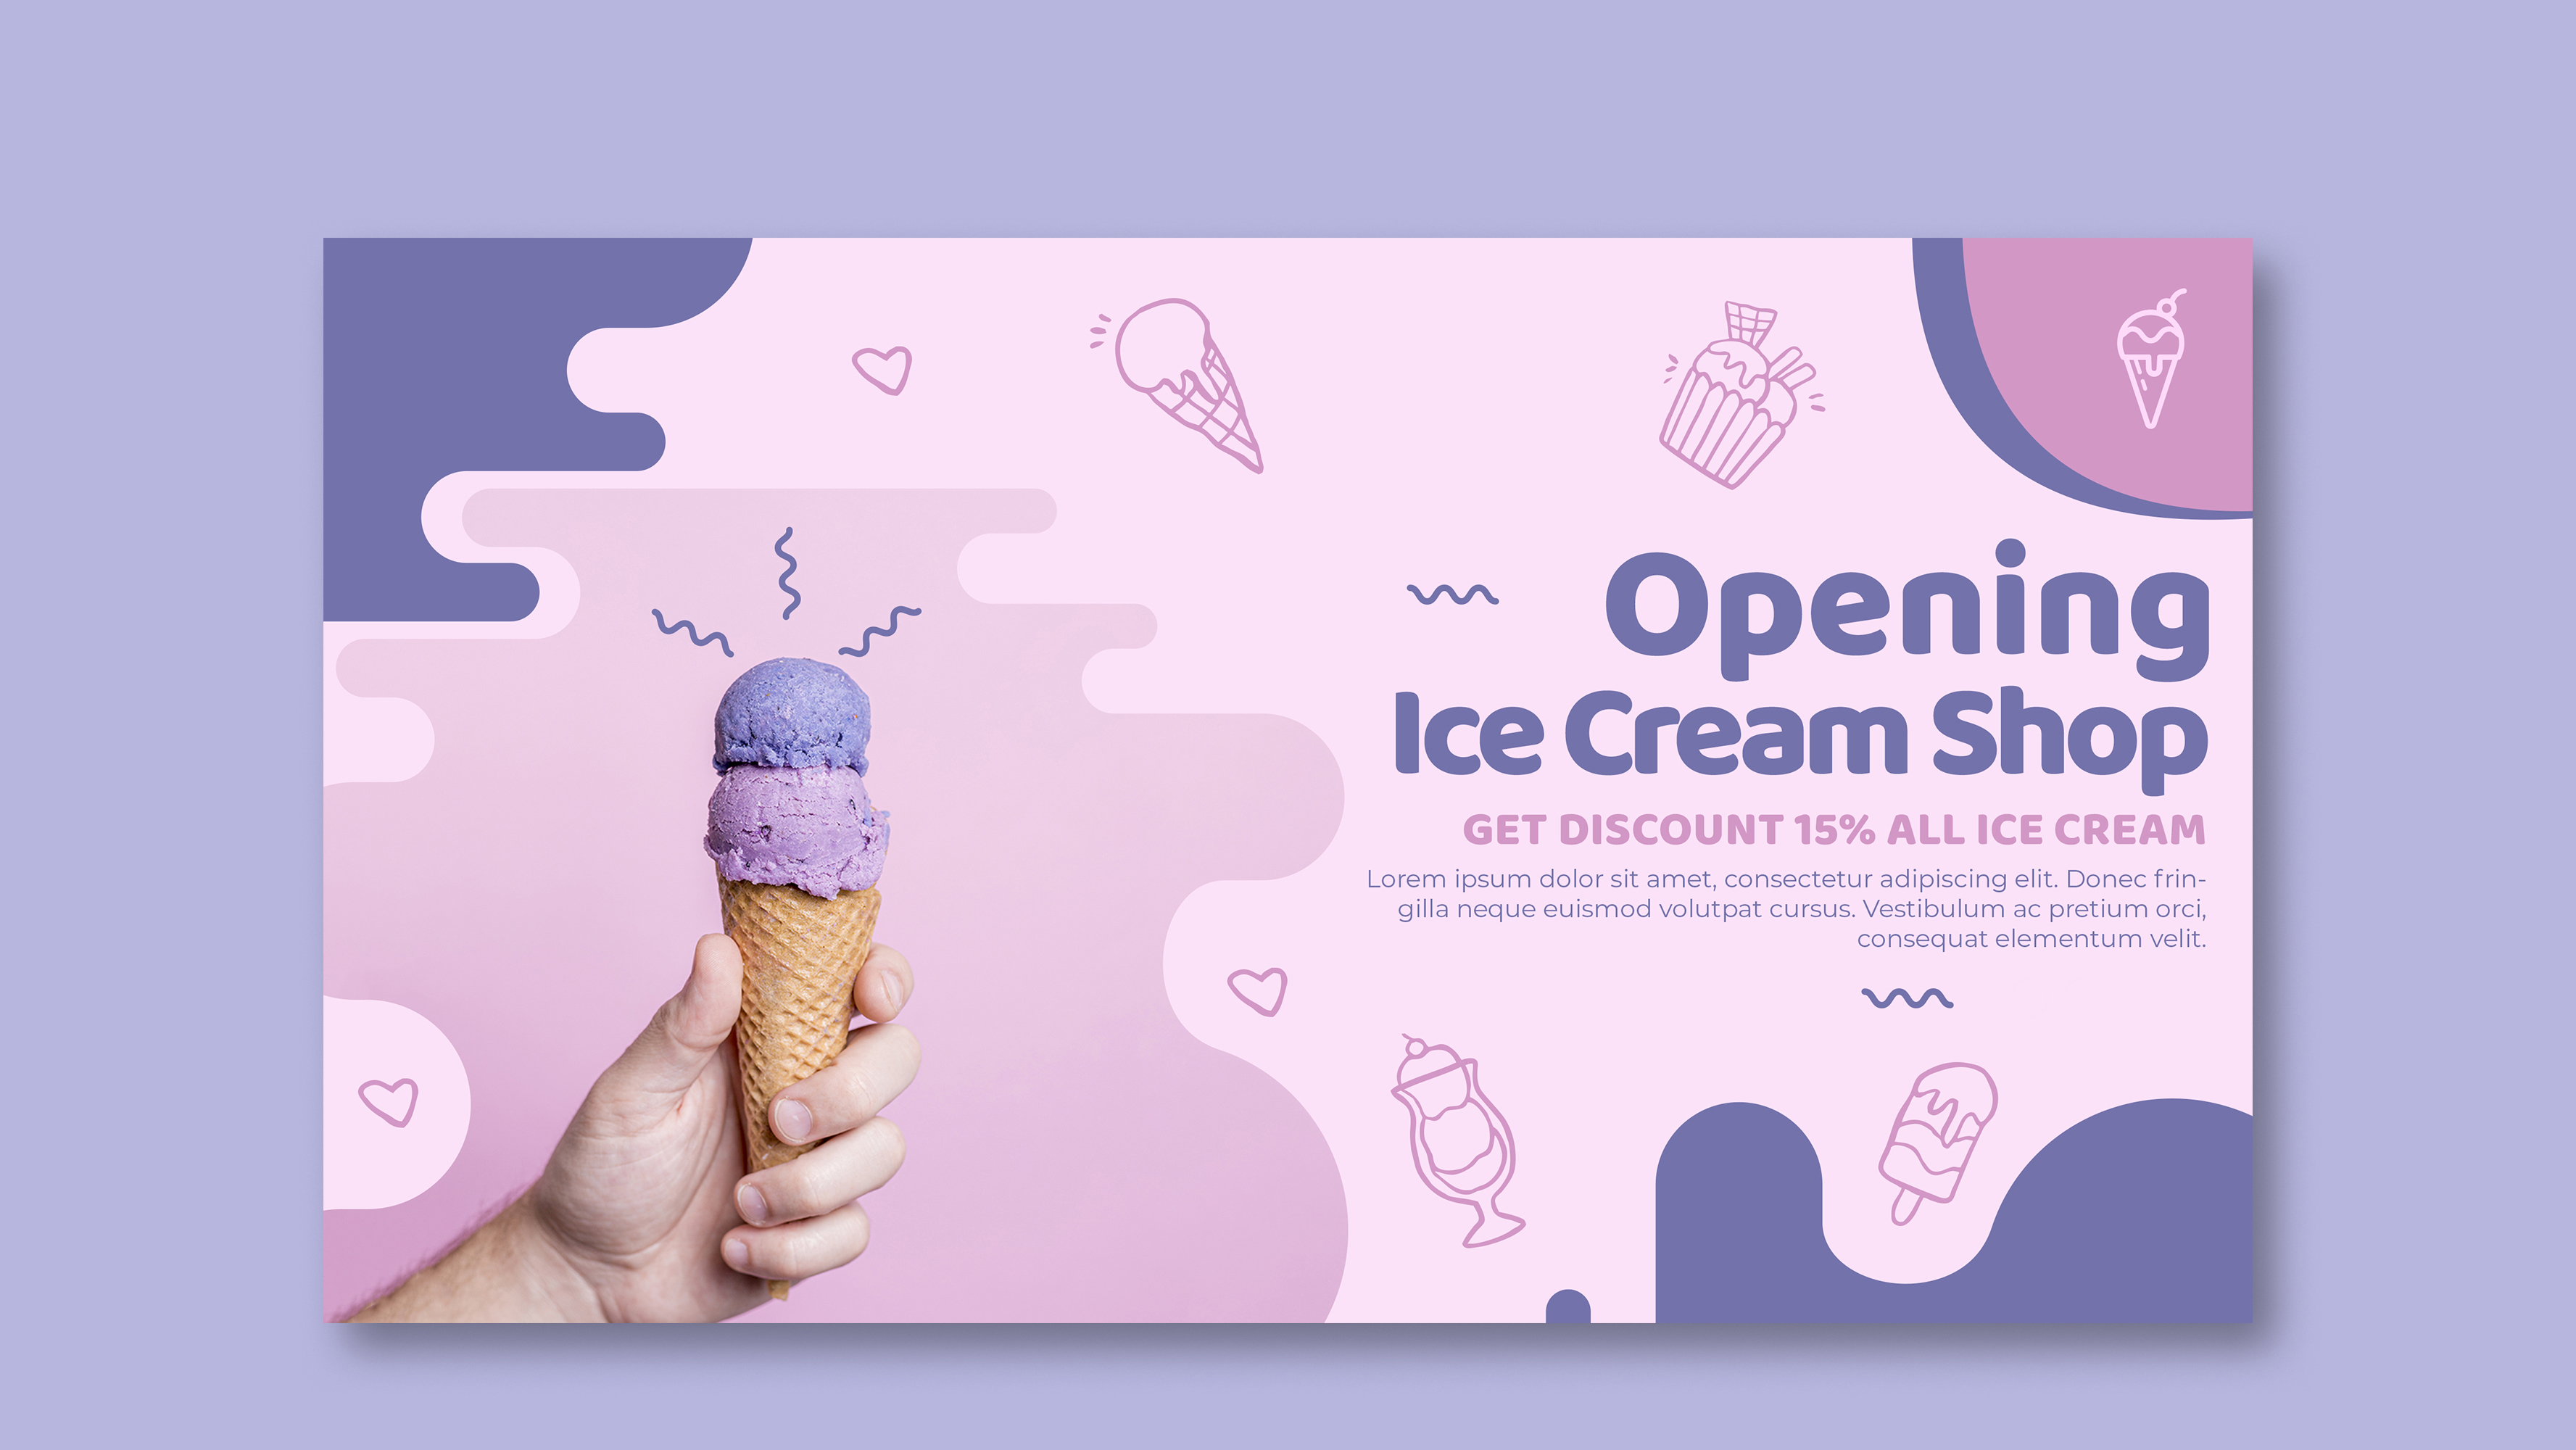 Opening
Ice Cream Shop
GET DISCOUNT 15% ALL ICE CREAM
Lorem ipsum dolor sit amet, consectetur adipiscing elit. Donec frin-
gilla neque euismod volutpat cursus. Vestibulum ac pretium orci,
consequat elementum velit.